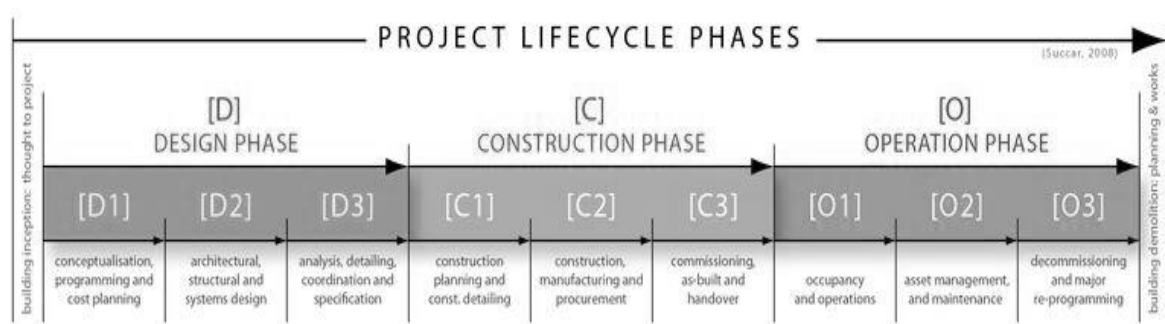 PROJECT LIFECYCLE PHASES
(Succar, 2008)
building inception: thought to project
[D]
DESIGN PHASE
[C]
CONSTRUCTION PHASE
[O]
OPERATION PHASE
[D1]
[D2]
[D3]
[C1]
[C2]
[C3]
[O1]
[O2]
[O3]
conceptualisation,
programming and
cost planning
architectural,
structural and
systems design
analysis, detailing,
coordination and
specification
construction
planning and
const. detailing
construction,
manufacturing and
procurement
commissioning,
as-built and
handover
occupancy
and operations
asset management,
and maintenance
decommissioning
and major
re-programming
building demolition: planning & works